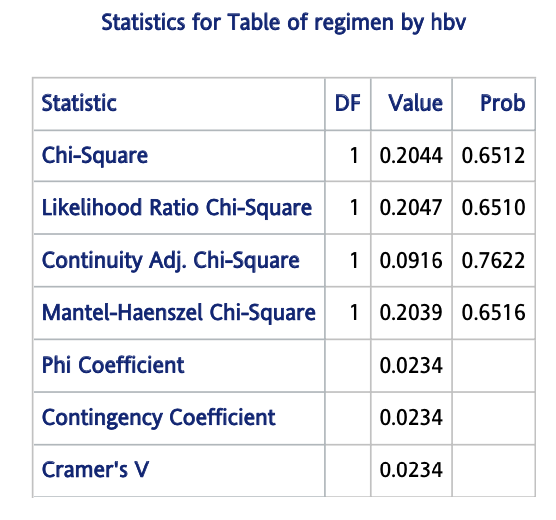 Statistics for Table of regimen by hbv
Statistic DF Value Prob
Chi-Square 1 0.2044 0.6512
Likelihood Ratio Chi-Square 1 0.2047 0.6510
Continuity Adj. Chi-Square 1 0.0916 0.7622
Mantel-Haenszel Chi-Square 1 0.2039 0.6516
Phi Coefficient 0.0234
Contingency Coefficient 0.0234
Cramer's V 0.0234